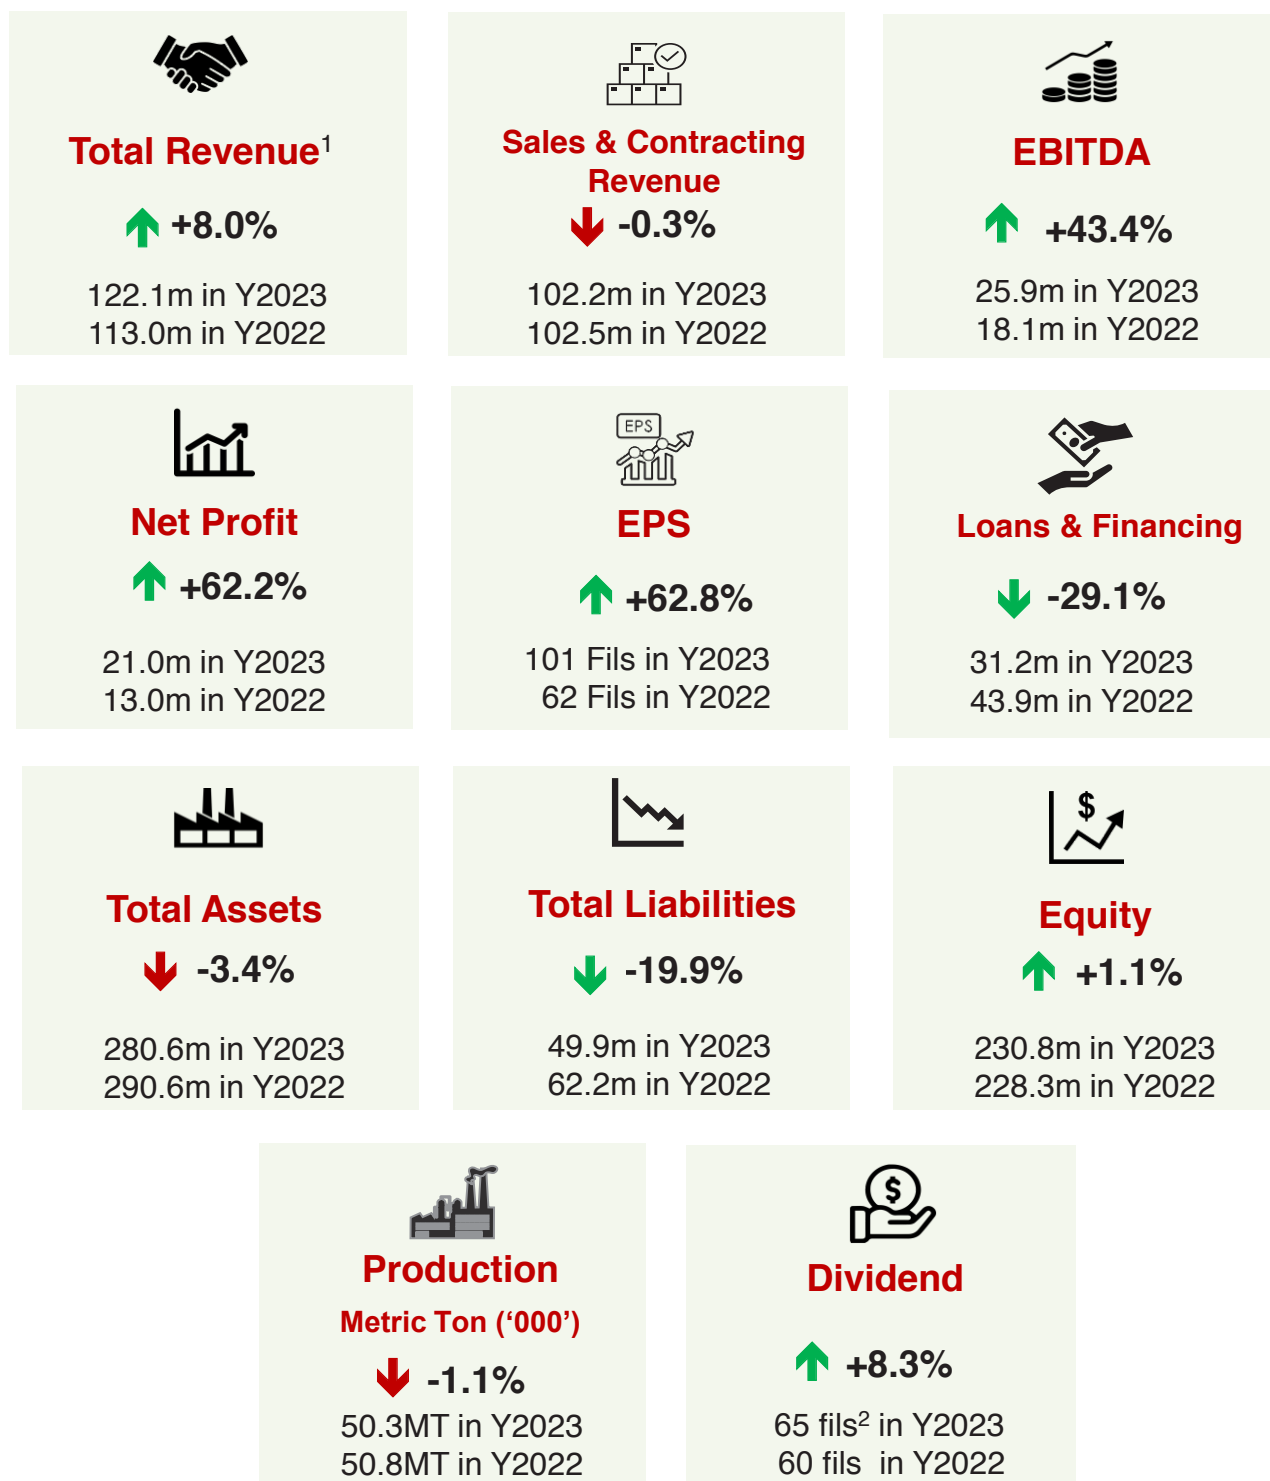 Total Revenue¹
+8.0%
122.1m in Y2023
113.0m in Y2022
Sales & Contracting
Revenue
-0.3%
102.2m in Y2023
102.5m in Y2022
EBITDA
+43.4%
25.9m in Y2023
18.1m in Y2022
Net Profit
+62.2%
21.0m in Y2023
13.0m in Y2022
EPS
EPS
+62.8%
101 Fils in Y2023
62 Fils in Y2022
Loans & Financing
-29.1%
31.2m in Y2023
43.9m in Y2022
Total Assets
-3.4%
280.6m in Y2023
290.6m in Y2022
Total Liabilities
-19.9%
49.9m in Y2023
62.2m in Y2022
$
Equity
+1.1%
230.8m in Y2023
228.3m in Y2022
Production
Metric Ton (‘000’)
-1.1%
50.3MT in Y2023
50.8MT in Y2022
$
Dividend
+8.3%
65 fils² in Y2023
60 fils in Y2022